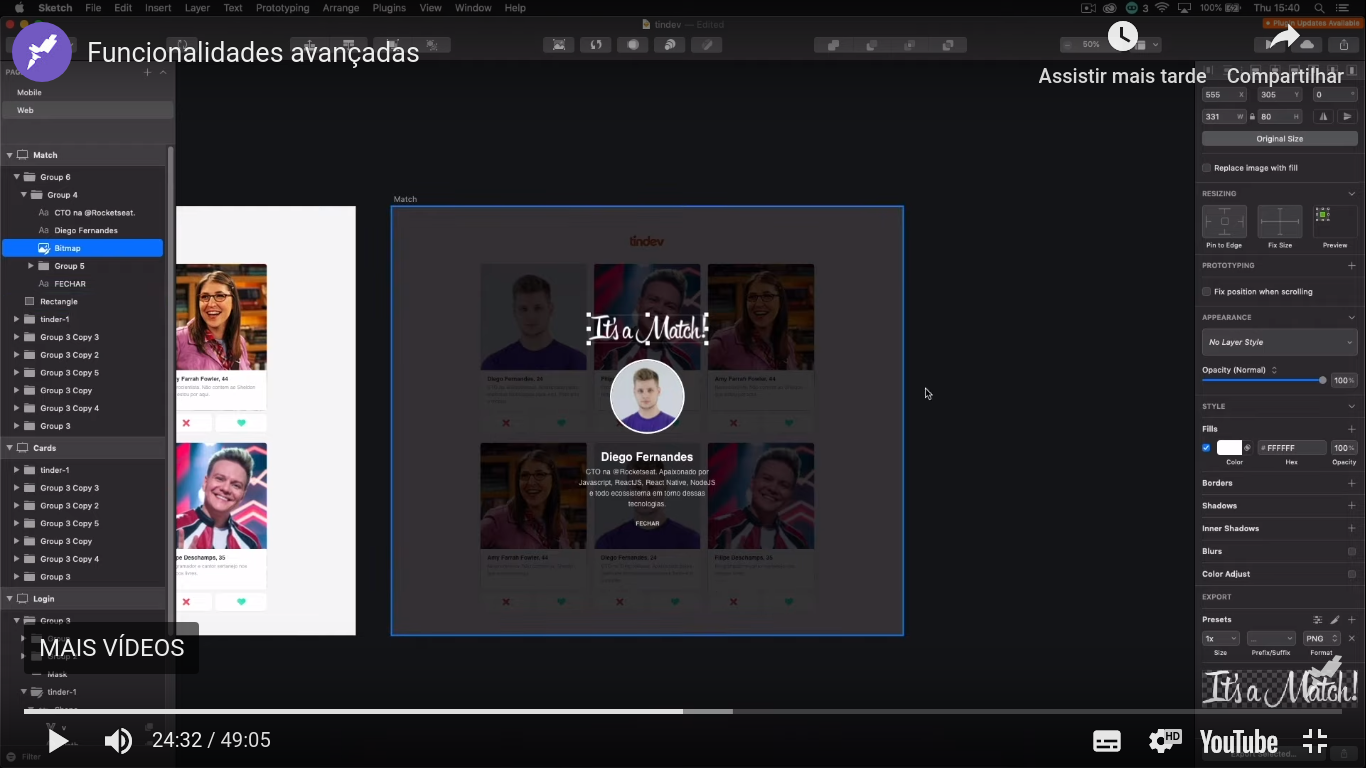 Sketch File Edit Insert Layer Text Prototyping Arrange Plugins View Window Help
3 100% Thu 15:40
tindev — Edited
Plugin Updates Available
Funcionalidades avançadas
50%
Assistir mais tarde Compartilhar
Mobile
Web
Match
Group 6
Group 4
CTO na @Rocketseat.
Diego Fernandes
Bitmap
Group 5
FECHAR
Rectangle
tinder-1
Group 3 Copy 3
Group 3 Copy 2
Group 3 Copy 5
Group 3 Copy
Group 3 Copy 4
Group 3
Cards
tinder-1
Group 3 Copy 3
Group 3 Copy 2
Group 3 Copy 5
Group 3 Copy
Group 3 Copy 4
Group 3
Login
Group 3
Mask
tinder-1
Filter
MAIS VÍDEOS
y Farrah Fowler, 44
pe Deschamps, 35
Match
tindev
It's a Match!
Diego Fernandes, 24
Amy Farrah Fowler, 44
Diego Fernandes
CTO na @Rocketseat. Apaixonado por
Javascript, ReactJS, React Native, NodeJS
e todo ecossistema em torno dessas
tecnologias.
FECHAR
Amy Farrah Fowler, 44
Diego Fernandes, 24
Filipe Deschamps, 35
555 X 305 Y 0 °
331 W 80 H
Original Size
Replace image with fill
RESIZING
Pin to Edge Fix Size Preview
PROTOTYPING
Fix position when scrolling
APPEARANCE
No Layer Style
Opacity (Normal)
100 %
STYLE
Fills
# FFFFFF 100 %
Color Hex Opacity
Borders
Shadows
Inner Shadows
Blurs
Color Adjust
EXPORT
Presets
1x ... PNG
Size Prefix/Suffix Format
It's a Match!
Export Selected...
24:32 / 49:05
HD
YouTube